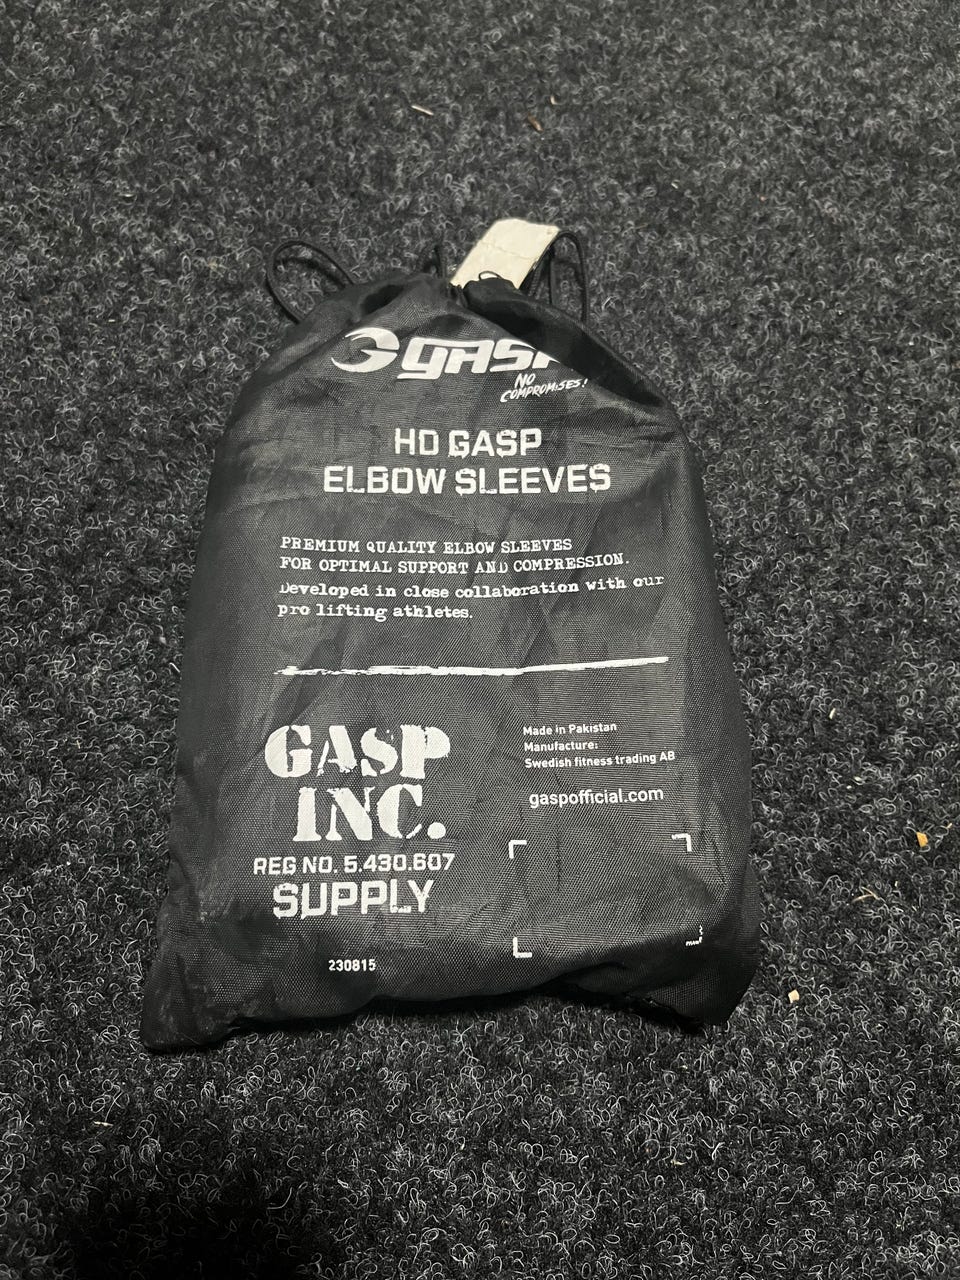 GASP
NO
COMPROMISES!
HD GASP
ELBOW SLEEVES
PREMIUM QUALITY ELBOW SLEEVES
FOR OPTIMAL SUPPORT AND COMPRESSION.
Developed in close collaboration with our
pro lifting athletes.
GASP
INC.
REG NO. 5.430.607
SUPPLY
230815
Made in Pakistan
Manufacture:
Swedish fitness trading AB
gaspofficial.com